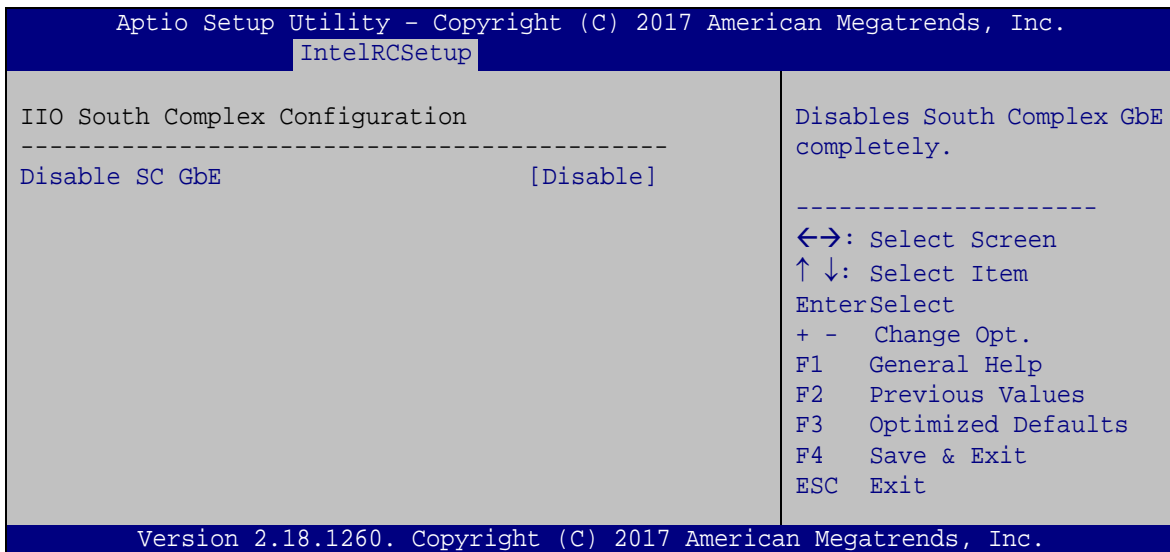 Aptio Setup Utility – Copyright (C) 2017 American Megatrends, Inc.
IntelRCSetup
IIO South Complex Configuration
---------------------------------------------
Disable SC GbE [Disable]
Disables South Complex GbE
completely.
---------------------
←→: Select Screen
↑ ↓: Select Item
EnterSelect
+ - Change Opt.
F1 General Help
F2 Previous Values
F3 Optimized Defaults
F4 Save & Exit
ESC Exit
Version 2.18.1260. Copyright (C) 2017 American Megatrends, Inc.